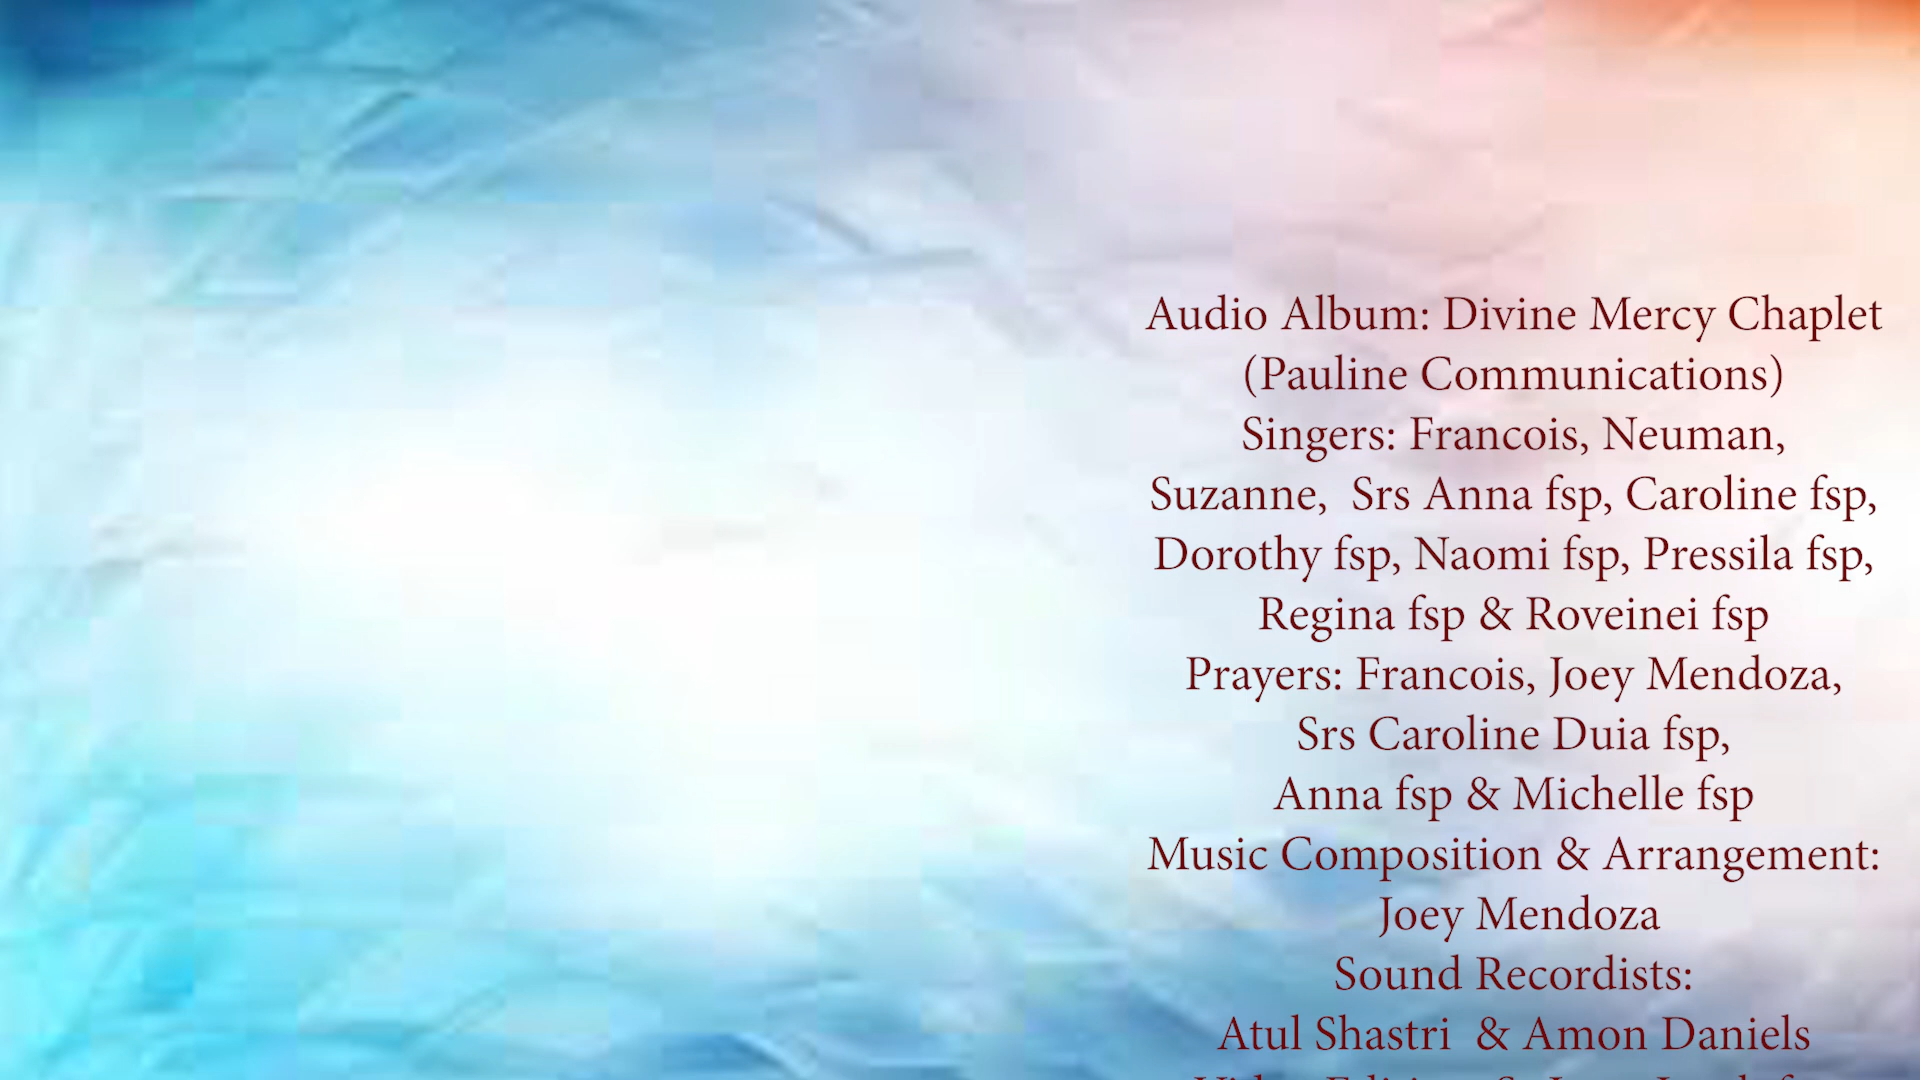 Audio Album: Divine Mercy Chaplet
(Pauline Communications)
Singers: Francois, Neuman,
Suzanne, Srs Anna fsp, Caroline fsp,
Dorothy fsp, Naomi fsp, Pressila fsp,
Regina fsp & Roveinei fsp
Prayers: Francois, Joey Mendoza,
Srs Caroline Duia fsp,
Anna fsp & Michelle fsp
Music Composition & Arrangement:
Joey Mendoza
Sound Recordists:
Atul Shastri & Amon Daniels